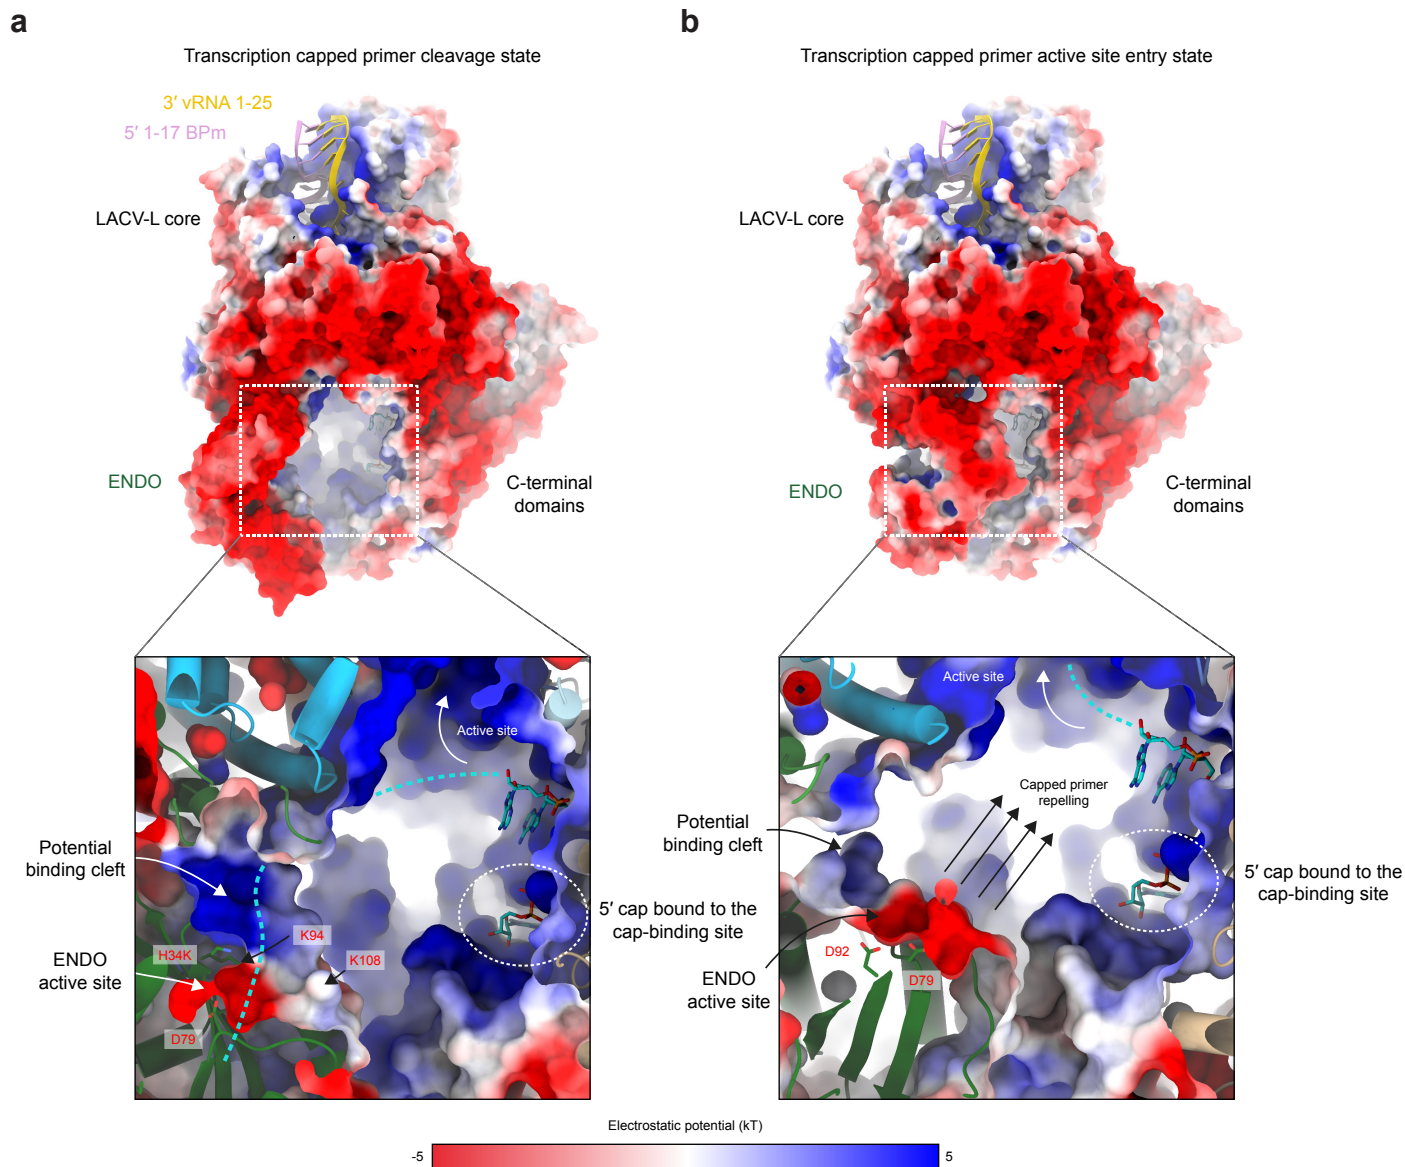 a
Transcription capped primer cleavage state
3′ vRNA 1-25
5′ 1-17 BPm
LACV-L core
ENDO
C-terminal
domains
Active site
Potential
binding cleft
K94
H34K
K108
ENDO
active site
D79
5′ cap bound to the
cap-binding site
b
Transcription capped primer active site entry state
LACV-L core
ENDO
C-terminal
domains
Active site
Capped primer
repelling
Potential
binding cleft
5′ cap bound to the
cap-binding site
D92
D79
ENDO
active site
Electrostatic potential (kT)
-5
5